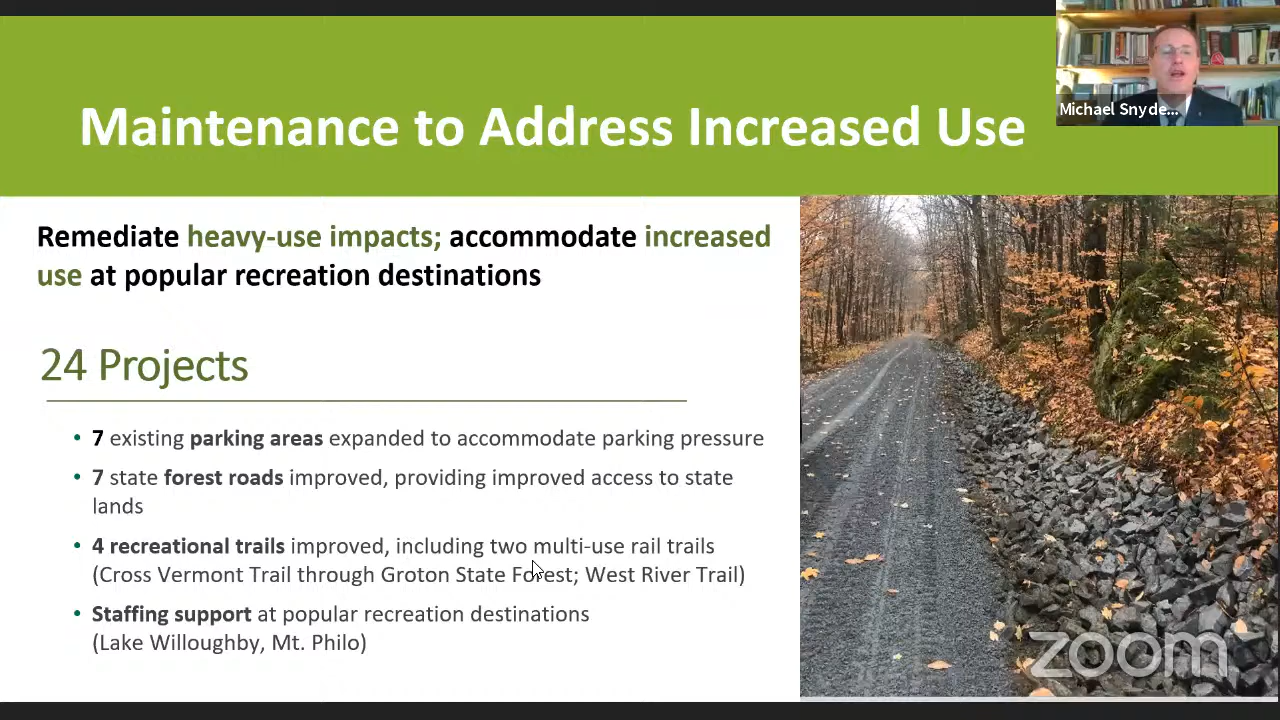 Maintenance to Address Increased Use
Michael Snyde...
Remediate heavy-use impacts; accommodate increased
use at popular recreation destinations
24 Projects
• 7 existing parking areas expanded to accommodate parking pressure
• 7 state forest roads improved, providing improved access to state
lands
• 4 recreational trails improved, including two multi-use rail trails
(Cross Vermont Trail through Groton State Forest; West River Trail)
• Staffing support at popular recreation destinations
(Lake Willoughby, Mt. Philo)
zoom